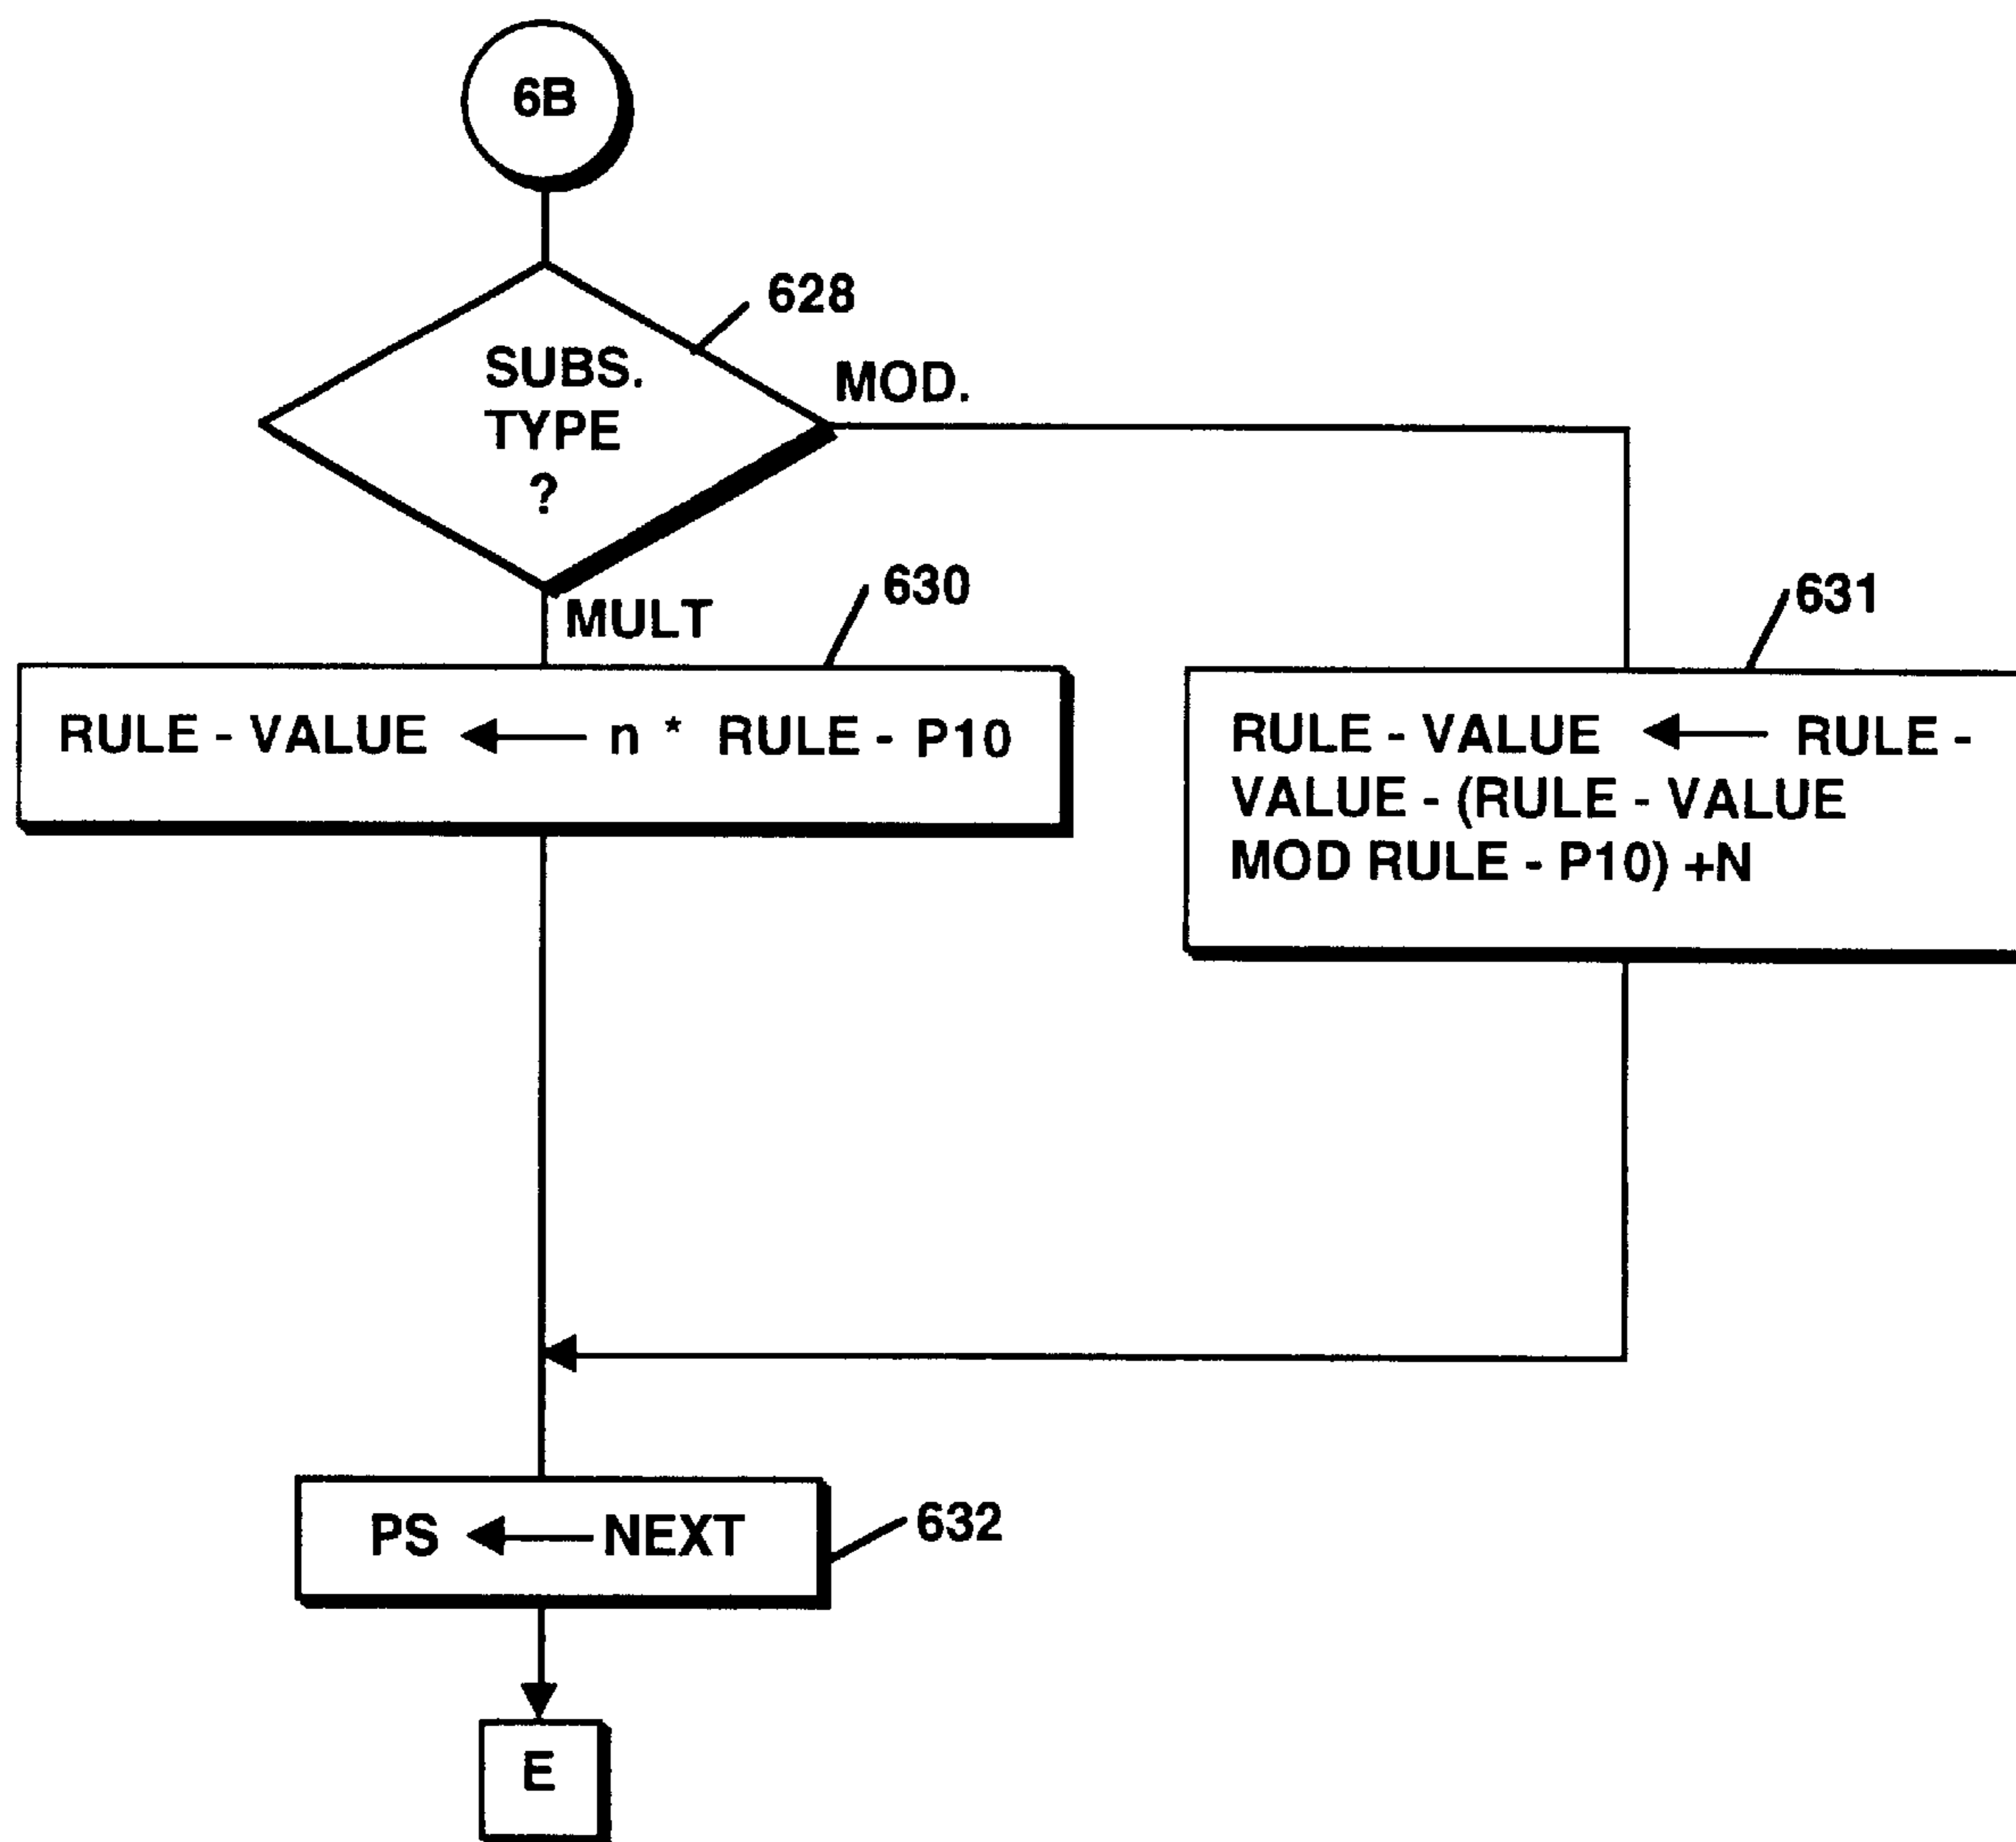 6B
628
SUBS.
TYPE
?
MOD.
MULT
630
RULE - VALUE ← n * RULE - P10
631
RULE - VALUE ← RULE -
VALUE - (RULE - VALUE
MOD RULE - P10) +N
PS ← NEXT
632
E